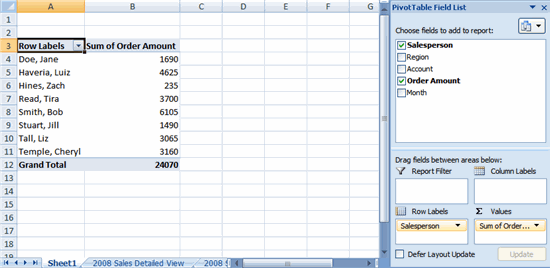 A B C D E F G
1
2
3 Row Labels Sum of Order Amount
4 Doe, Jane 1690
5 Haveria, Luiz 4625
6 Hines, Zach 235
7 Read, Tira 3700
8 Smith, Bob 6105
9 Stuart, Jill 1490
10 Tall, Liz 3065
11 Temple, Cheryl 3160
12 Grand Total 24070
13
14
15
16
17
18
19
Sheet1 2008 Sales Detailed View 2008 S
PivotTable Field List
Choose fields to add to report:
Salesperson
Region
Account
Order Amount
Month
Drag fields between areas below:
Report Filter Column Labels
Row Labels Σ Values
Salesperson Sum of Order...
Defer Layout Update Update